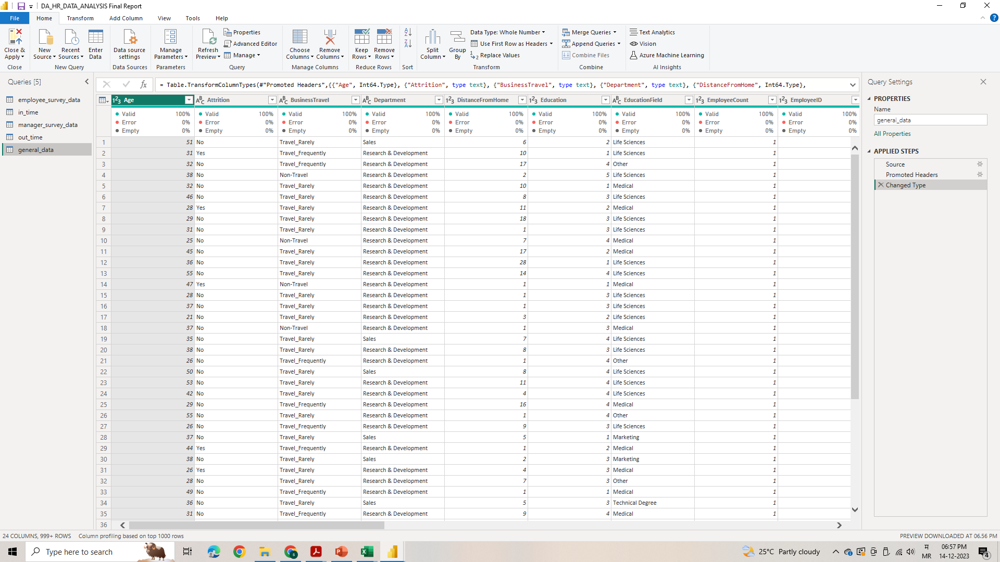 DA_HR_DATA_ANALYSIS Final Report
File Home Transform Add Column View Tools Help
Close & Apply
New Source
Recent Sources
Enter Data
Data source settings
Manage Parameters
Refresh Preview
Properties
Advanced Editor
Manage
Choose Columns
Remove Columns
Keep Rows
Remove Rows
Split Column
Group By
Data Type: Whole Number
Use First Row as Headers
Replace Values
Merge Queries
Append Queries
Combine Files
Text Analytics
Vision
Azure Machine Learning
Close New Query Data Sources Parameters Query Manage Columns Reduce Rows Sort Transform Combine AI Insights
Queries [5]
employee_survey_data
in_time
manager_survey_data
out_time
general_data
fx = Table.TransformColumnTypes(#"Promoted Headers",{{"Age", Int64.Type}, {"Attrition", type text}, {"BusinessTravel", type text}, {"Department", type text}, {"DistanceFromHome", Int64.Type},
Age Attrition BusinessTravel Department DistanceFromHome Education EducationField EmployeeCount EmployeeID
Valid 100% Valid 100% Valid 100% Valid 100% Valid 100% Valid 100% Valid 100% Valid 100% Valid 100%
Error 0% Error 0% Error 0% Error 0% Error 0% Error 0% Error 0% Error 0% Error 0%
Empty 0% Empty 0% Empty 0% Empty 0% Empty 0% Empty 0% Empty 0% Empty 0% Empty 0%
1 51 No Travel_Rarely Sales 6 2 Life Sciences 1
2 31 Yes Travel_Frequently Research & Development 10 1 Life Sciences 1
3 32 No Travel_Frequently Research & Development 17 4 Other 1
4 38 No Non-Travel Research & Development 2 5 Life Sciences 1
5 32 No Travel_Rarely Research & Development 10 1 Medical 1
6 46 No Travel_Rarely Research & Development 8 3 Life Sciences 1
7 28 Yes Travel_Rarely Research & Development 11 2 Medical 1
8 29 No Travel_Rarely Research & Development 18 3 Life Sciences 1
9 31 No Travel_Rarely Research & Development 1 3 Life Sciences 1
10 25 No Non-Travel Research & Development 7 4 Medical 1
11 45 No Travel_Rarely Research & Development 17 2 Medical 1
12 36 No Travel_Rarely Research & Development 28 1 Life Sciences 1
13 55 No Travel_Rarely Research & Development 14 4 Life Sciences 1
14 47 Yes Non-Travel Research & Development 1 1 Medical 1
15 28 No Travel_Rarely Research & Development 1 3 Life Sciences 1
16 37 No Travel_Rarely Research & Development 1 3 Life Sciences 1
17 21 No Travel_Rarely Research & Development 3 2 Life Sciences 1
18 37 No Non-Travel Research & Development 1 3 Medical 1
19 35 No Travel_Rarely Sales 7 4 Life Sciences 1
20 38 No Travel_Rarely Research & Development 8 3 Life Sciences 1
21 26 No Travel_Frequently Research & Development 1 4 Other 1
22 50 No Travel_Rarely Sales 8 4 Life Sciences 1
23 53 No Travel_Rarely Research & Development 11 4 Life Sciences 1
24 42 No Travel_Rarely Research & Development 4 4 Life Sciences 1
25 29 No Travel_Frequently Research & Development 16 4 Medical 1
26 55 No Travel_Rarely Research & Development 1 4 Other 1
27 26 No Travel_Frequently Research & Development 9 3 Life Sciences 1
28 37 No Travel_Rarely Sales 5 1 Marketing 1
29 44 Yes Travel_Frequently Research & Development 1 2 Medical 1
30 38 No Travel_Rarely Sales 2 3 Marketing 1
31 26 Yes Travel_Rarely Research & Development 4 3 Medical 1
32 28 No Travel_Rarely Research & Development 7 3 Other 1
33 49 No Travel_Frequently Research & Development 1 1 Medical 1
34 36 No Travel_Rarely Sales 5 3 Technical Degree 1
35 31 No Travel_Frequently Research & Development 9 4 Medical 1
36
Query Settings
PROPERTIES
Name
general_data
All Properties
APPLIED STEPS
Source
Promoted Headers
Changed Type
24 COLUMNS, 999+ ROWS Column profiling based on top 1000 rows
PREVIEW DOWNLOADED AT 06.56 PM
Type here to search
25°C Partly cloudy
MR
06:57 PM
14-12-2023
4